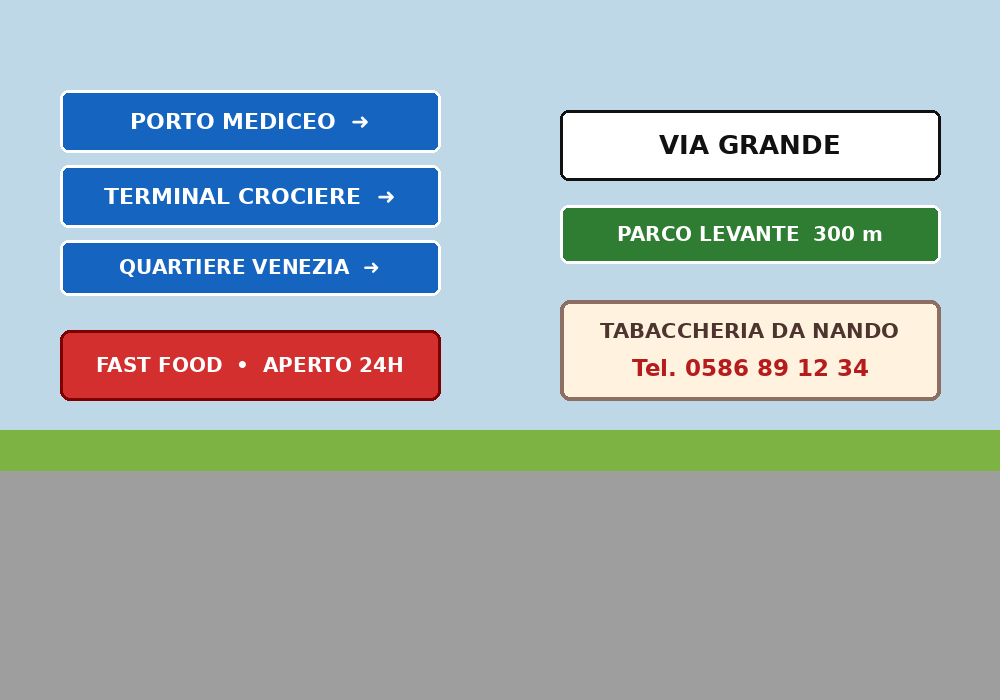 PORTO MEDICEO ➜
TERMINAL CROCIERE ➜
QUARTIERE VENEZIA ➜
FAST FOOD • APERTO 24H
VIA GRANDE
PARCO LEVANTE 300 m
TABACCHERIA DA NANDO
Tel. 0586 89 12 34